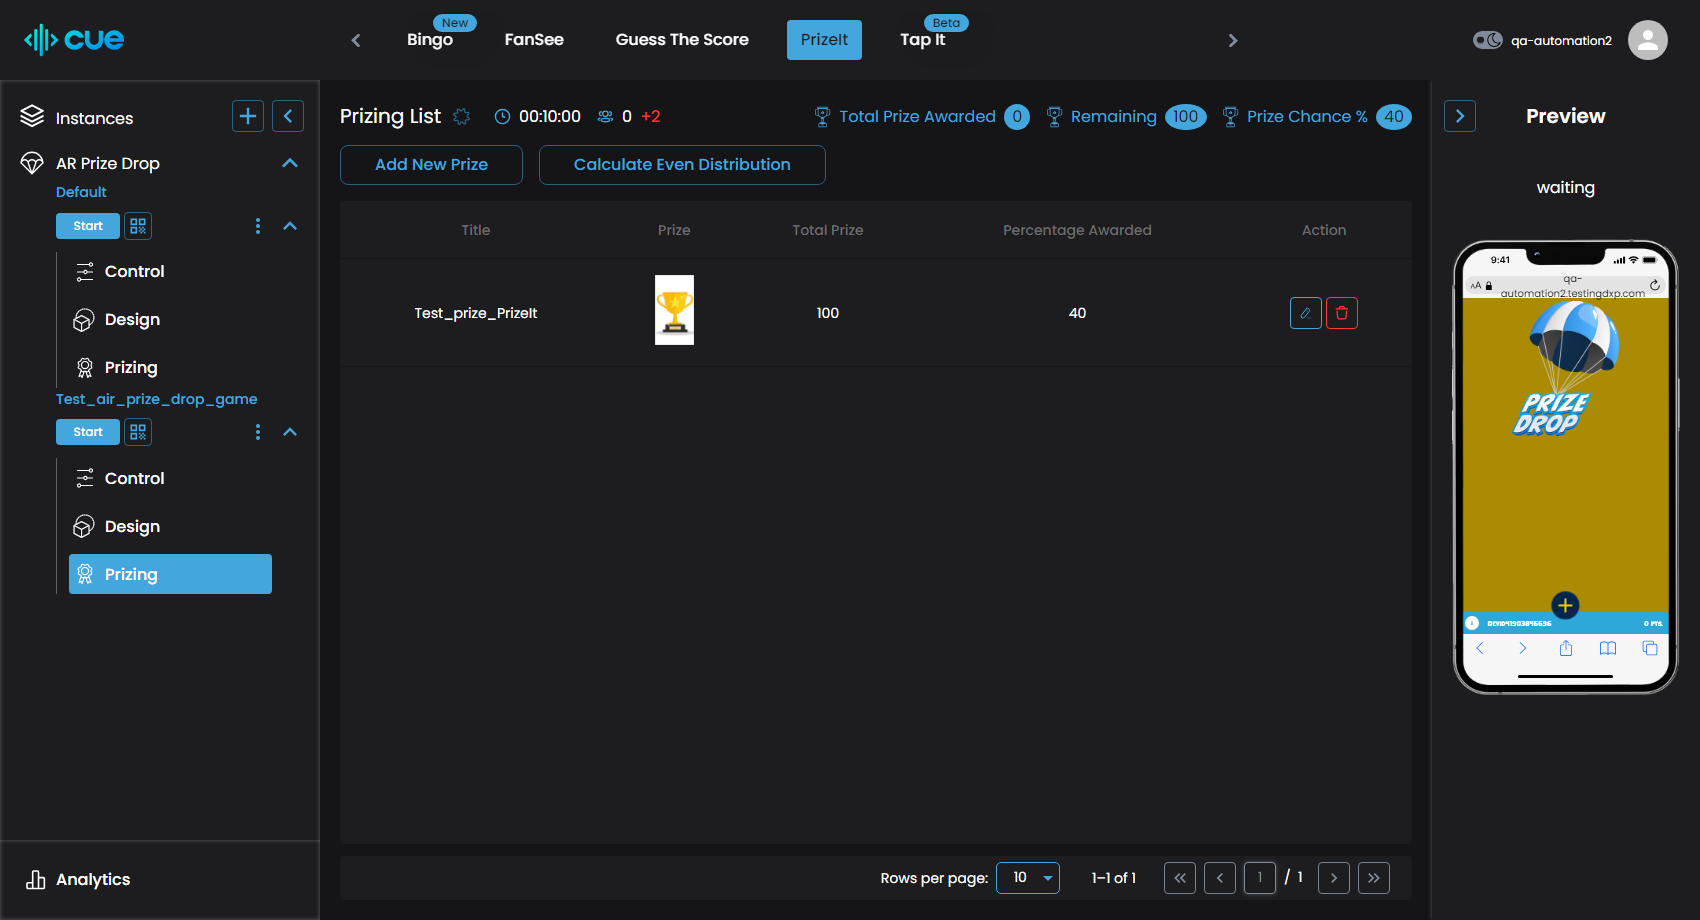 cue
New
Bingo
FanSee
Guess The Score
PrizeIt
Beta
Tap It
qa-automation2
Instances
AR Prize Drop
Default
Start
Control
Design
Prizing
Test_air_prize_drop_game
Start
Control
Design
Prizing
Analytics
Prizing List
00:10:00
0 +2
Total Prize Awarded 0
Remaining 100
Prize Chance % 40
Add New Prize
Calculate Even Distribution
Title Prize Total Prize Percentage Awarded Action
Test_prize_PrizeIt 100 40
Rows per page: 10 1–1 of 1 1 / 1
Preview
waiting
9:41
AA
qa-
automation2.testingdxp.com
PRIZE
DROP
0 PTS.